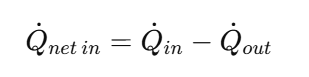 Q̇ₙₑₜ ᵢₙ = Q̇ᵢₙ − Q̇ₒᵤₜ